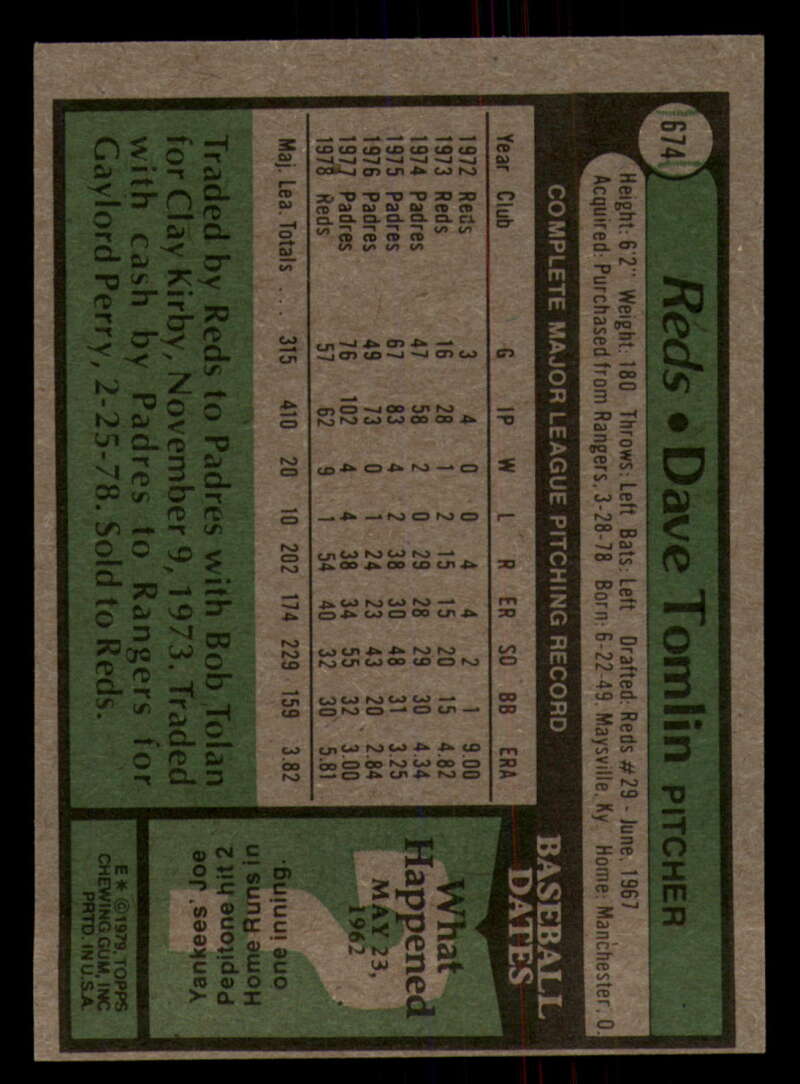 674
Reds • Dave Tomlin PITCHER
Height: 6'2" Weight: 180 Throws: Left Bats: Left Drafted: Reds #29 - June, 1967
Acquired: Purchased from Rangers, 3-28-78 Born: 6-22-49, Maysville, Ky Home: Manchester, O.
COMPLETE MAJOR LEAGUE PITCHING RECORD
Year Club G IP W L R ER SO BB ERA
1972 Reds 3 4 0 0 4 4 2 1 9.00
1973 Reds 16 28 1 2 15 15 20 15 4.82
1974 Padres 47 58 2 0 29 28 29 30 4.34
1975 Padres 67 83 4 2 38 30 48 31 3.25
1976 Padres 49 73 0 1 24 23 43 20 2.84
1977 Padres 76 102 4 4 38 34 55 32 3.00
1978 Reds 57 62 9 1 54 40 32 30 5.81
Maj. Lea. Totals .... 315 410 20 10 202 174 229 159 3.82
Traded by Reds to Padres with Bob Tolan
for Clay Kirby, November 9, 1973. Traded
with cash by Padres to Rangers for
Gaylord Perry, 2-25-78. Sold to Reds.
BASEBALL
DATES
What
Happened
MAY 23,
1962
?
Yankees' Joe
Pepitone hit 2
Home Runs in
one inning.
E * © 1979, TOPPS
CHEWING GUM, INC
PRTD. IN U.S.A.